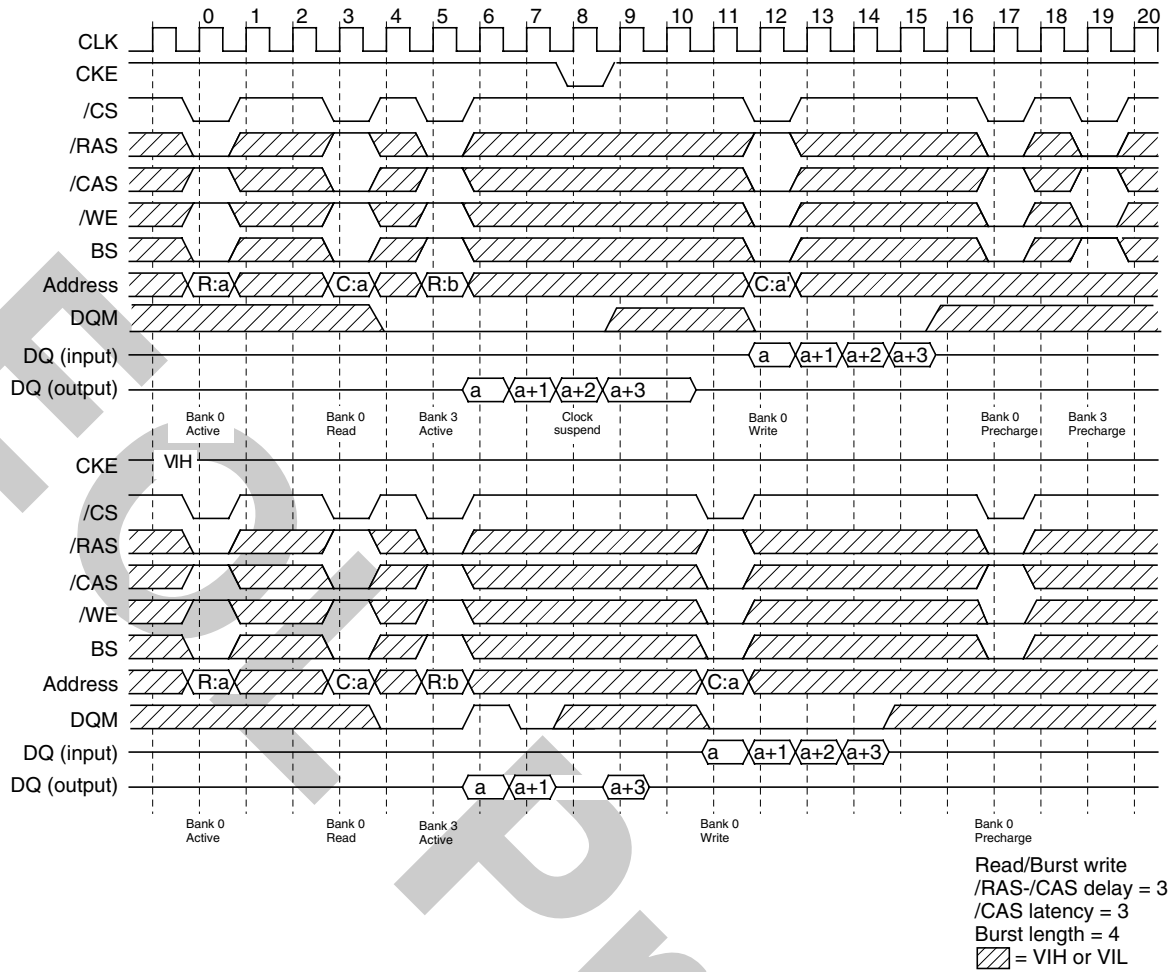 0 1 2 3 4 5 6 7 8 9 10 11 12 13 14 15 16 17 18 19 20
CLK
CKE
/CS
/RAS
/CAS
/WE
BS
Address R:a C:a R:b C:a'
DQM
DQ (input) a a+1 a+2 a+3
DQ (output) a a+1 a+2 a+3
Bank 0 Bank 0 Bank 3 Clock Bank 0 Bank 0 Bank 3
Active Read Active suspend Write Precharge Precharge
CKE VIH
/CS
/RAS
/CAS
/WE
BS
Address R:a C:a R:b C:a
DQM
DQ (input) a a+1 a+2 a+3
DQ (output) a a+1 a+3
Bank 0 Bank 0 Bank 3 Bank 0 Bank 0
Active Read Active Write Precharge
Read/Burst write
/RAS-/CAS delay = 3
/CAS latency = 3
Burst length = 4
= VIH or VIL